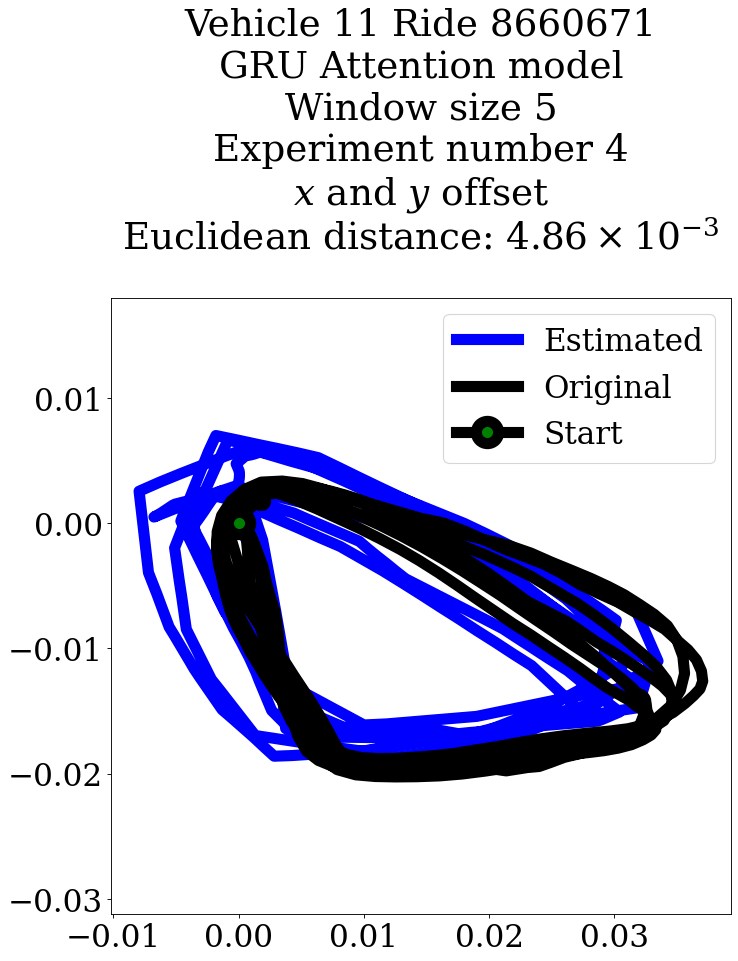 Vehicle 11 Ride 8660671
GRU Attention model
Window size 5
Experiment number 4
x and y offset
Euclidean distance: 4.86 × 10⁻³
Estimated
Original
Start
0.01
0.00
−0.01
−0.02
−0.03
−0.01 0.00 0.01 0.02 0.03